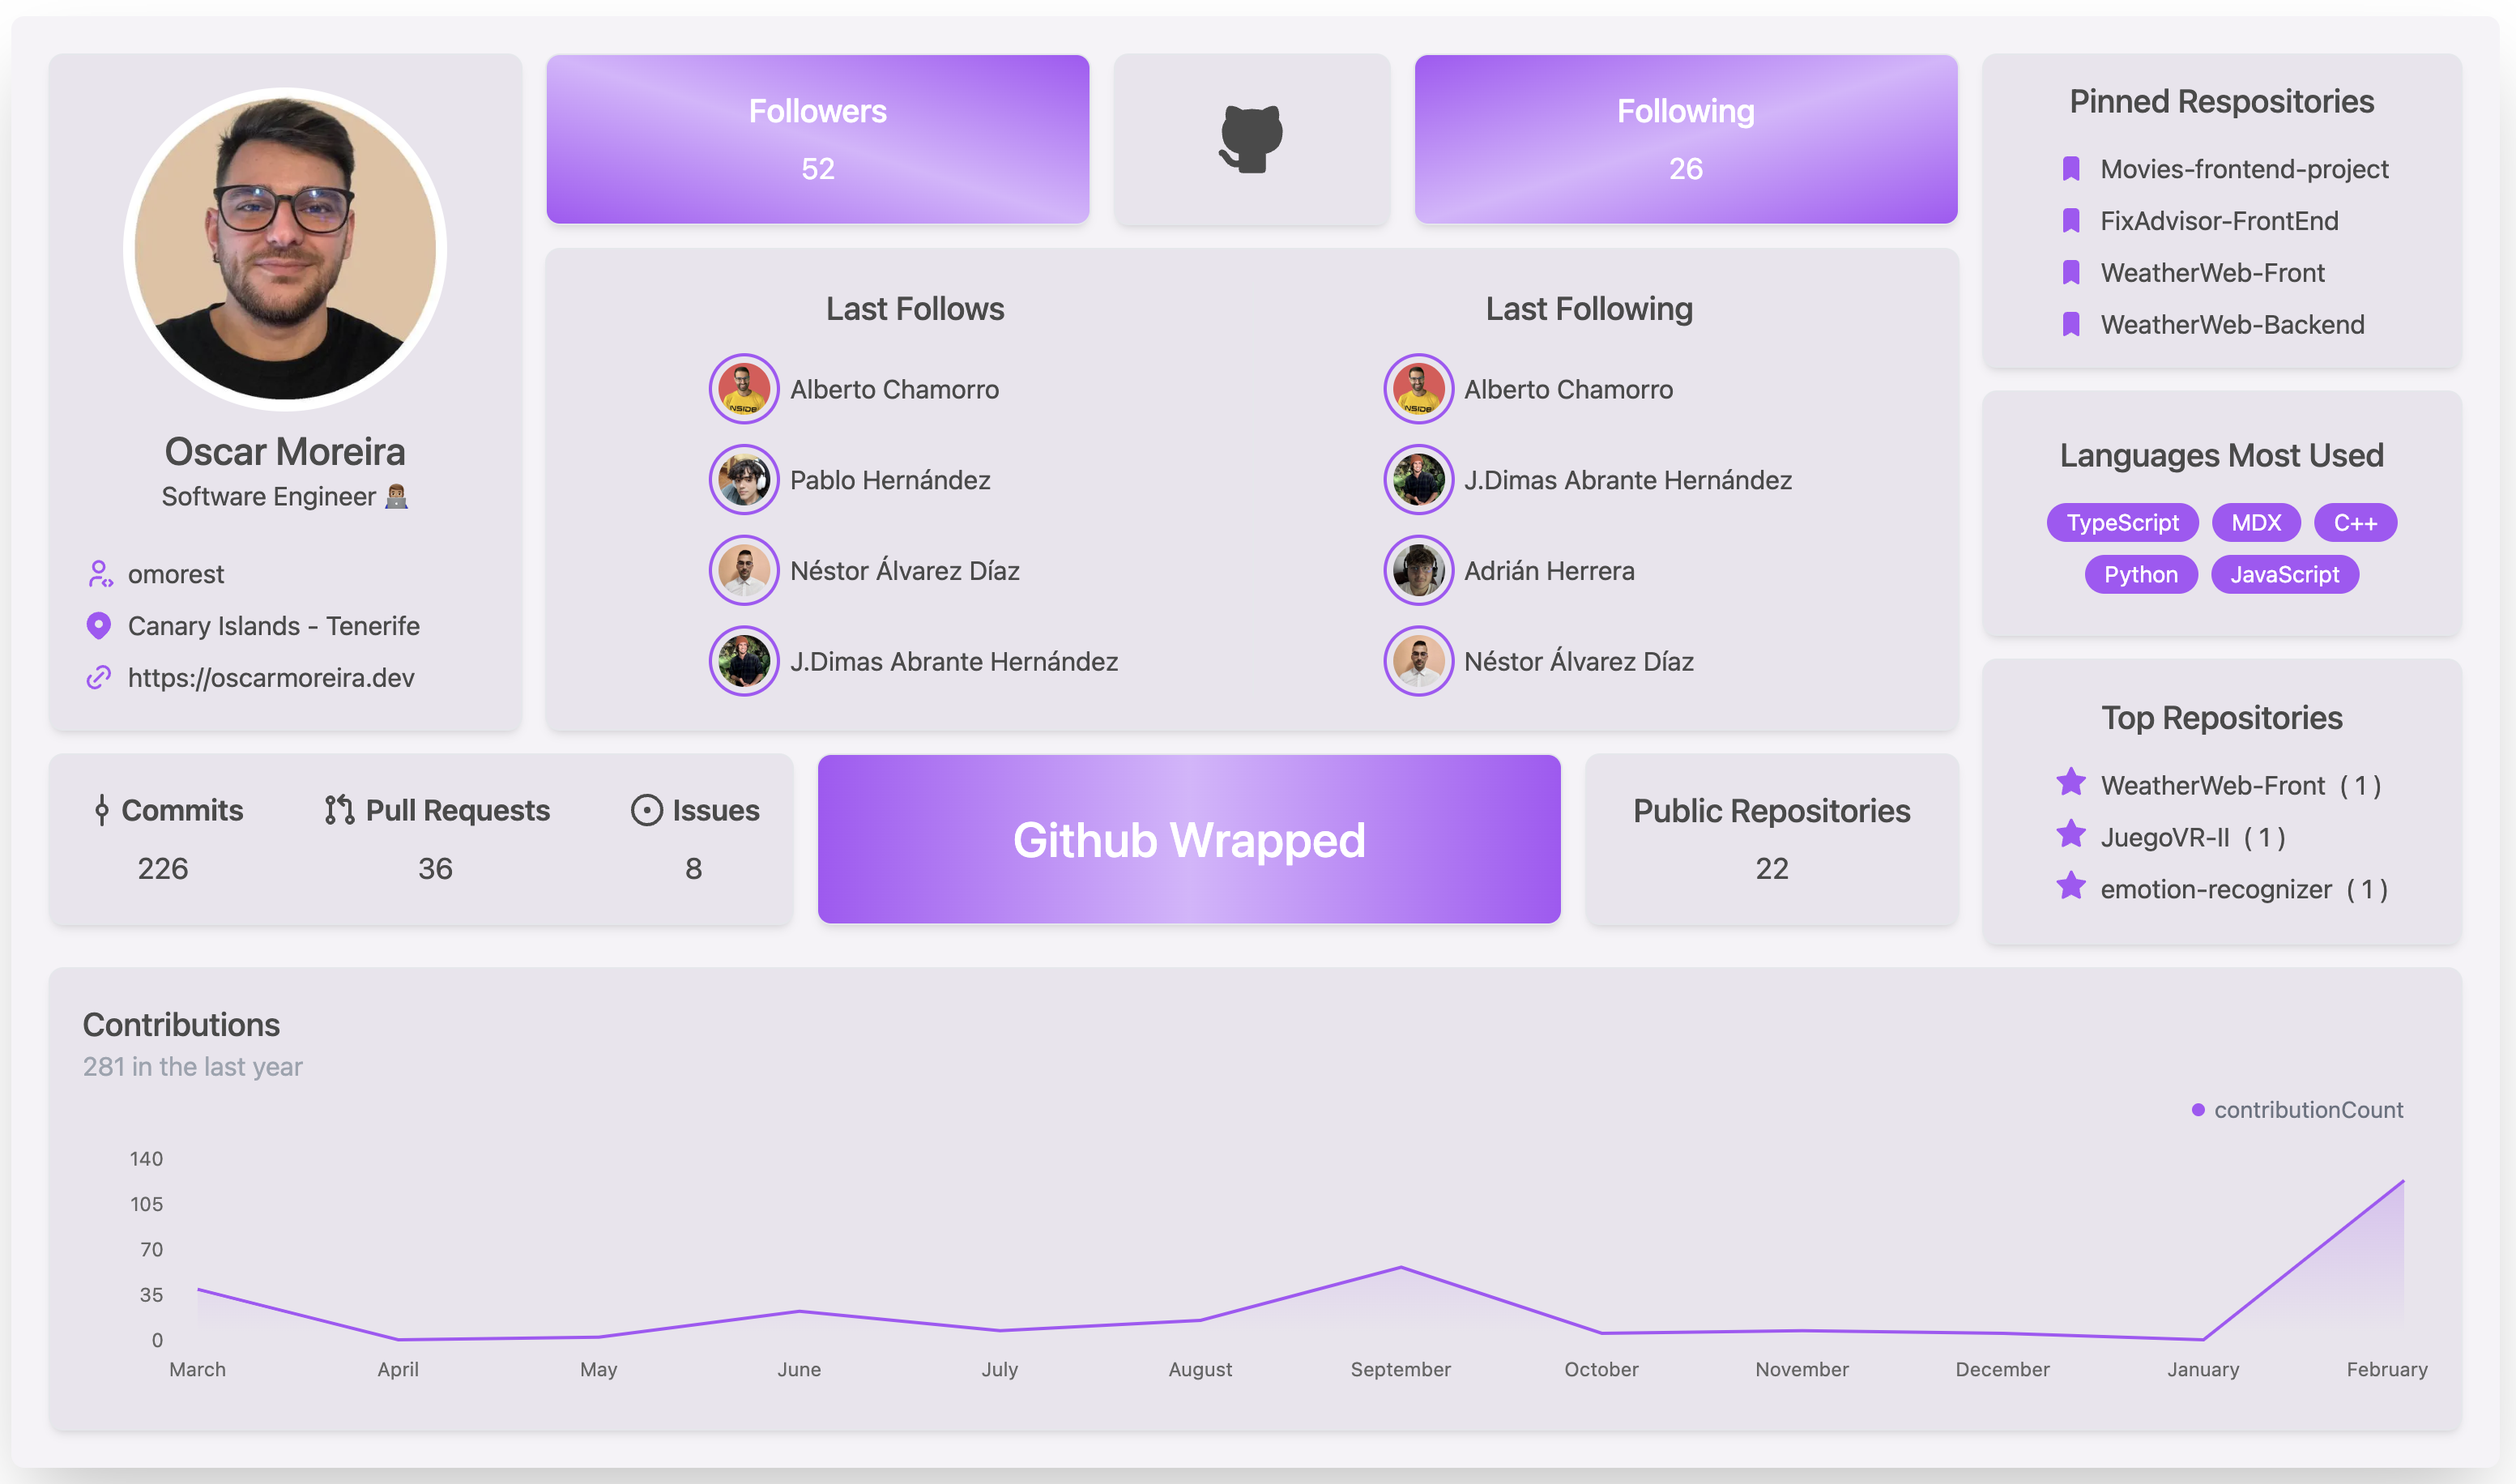 Oscar Moreira
Software Engineer
omorest
Canary Islands - Tenerife
https://oscarmoreira.dev
Followers
52
Following
26
Last Follows
Alberto Chamorro
Pablo Hernández
Néstor Álvarez Díaz
J.Dimas Abrante Hernández
Last Following
Alberto Chamorro
J.Dimas Abrante Hernández
Adrián Herrera
Néstor Álvarez Díaz
Pinned Respositories
Movies-frontend-project
FixAdvisor-FrontEnd
WeatherWeb-Front
WeatherWeb-Backend
Languages Most Used
TypeScript MDX C++
Python JavaScript
Top Repositories
WeatherWeb-Front ( 1 )
JuegoVR-II ( 1 )
emotion-recognizer ( 1 )
Commits
226
Pull Requests
36
Issues
8
Github Wrapped
Public Repositories
22
Contributions
281 in the last year
contributionCount
140
105
70
35
0
March April May June July August September October November December January February